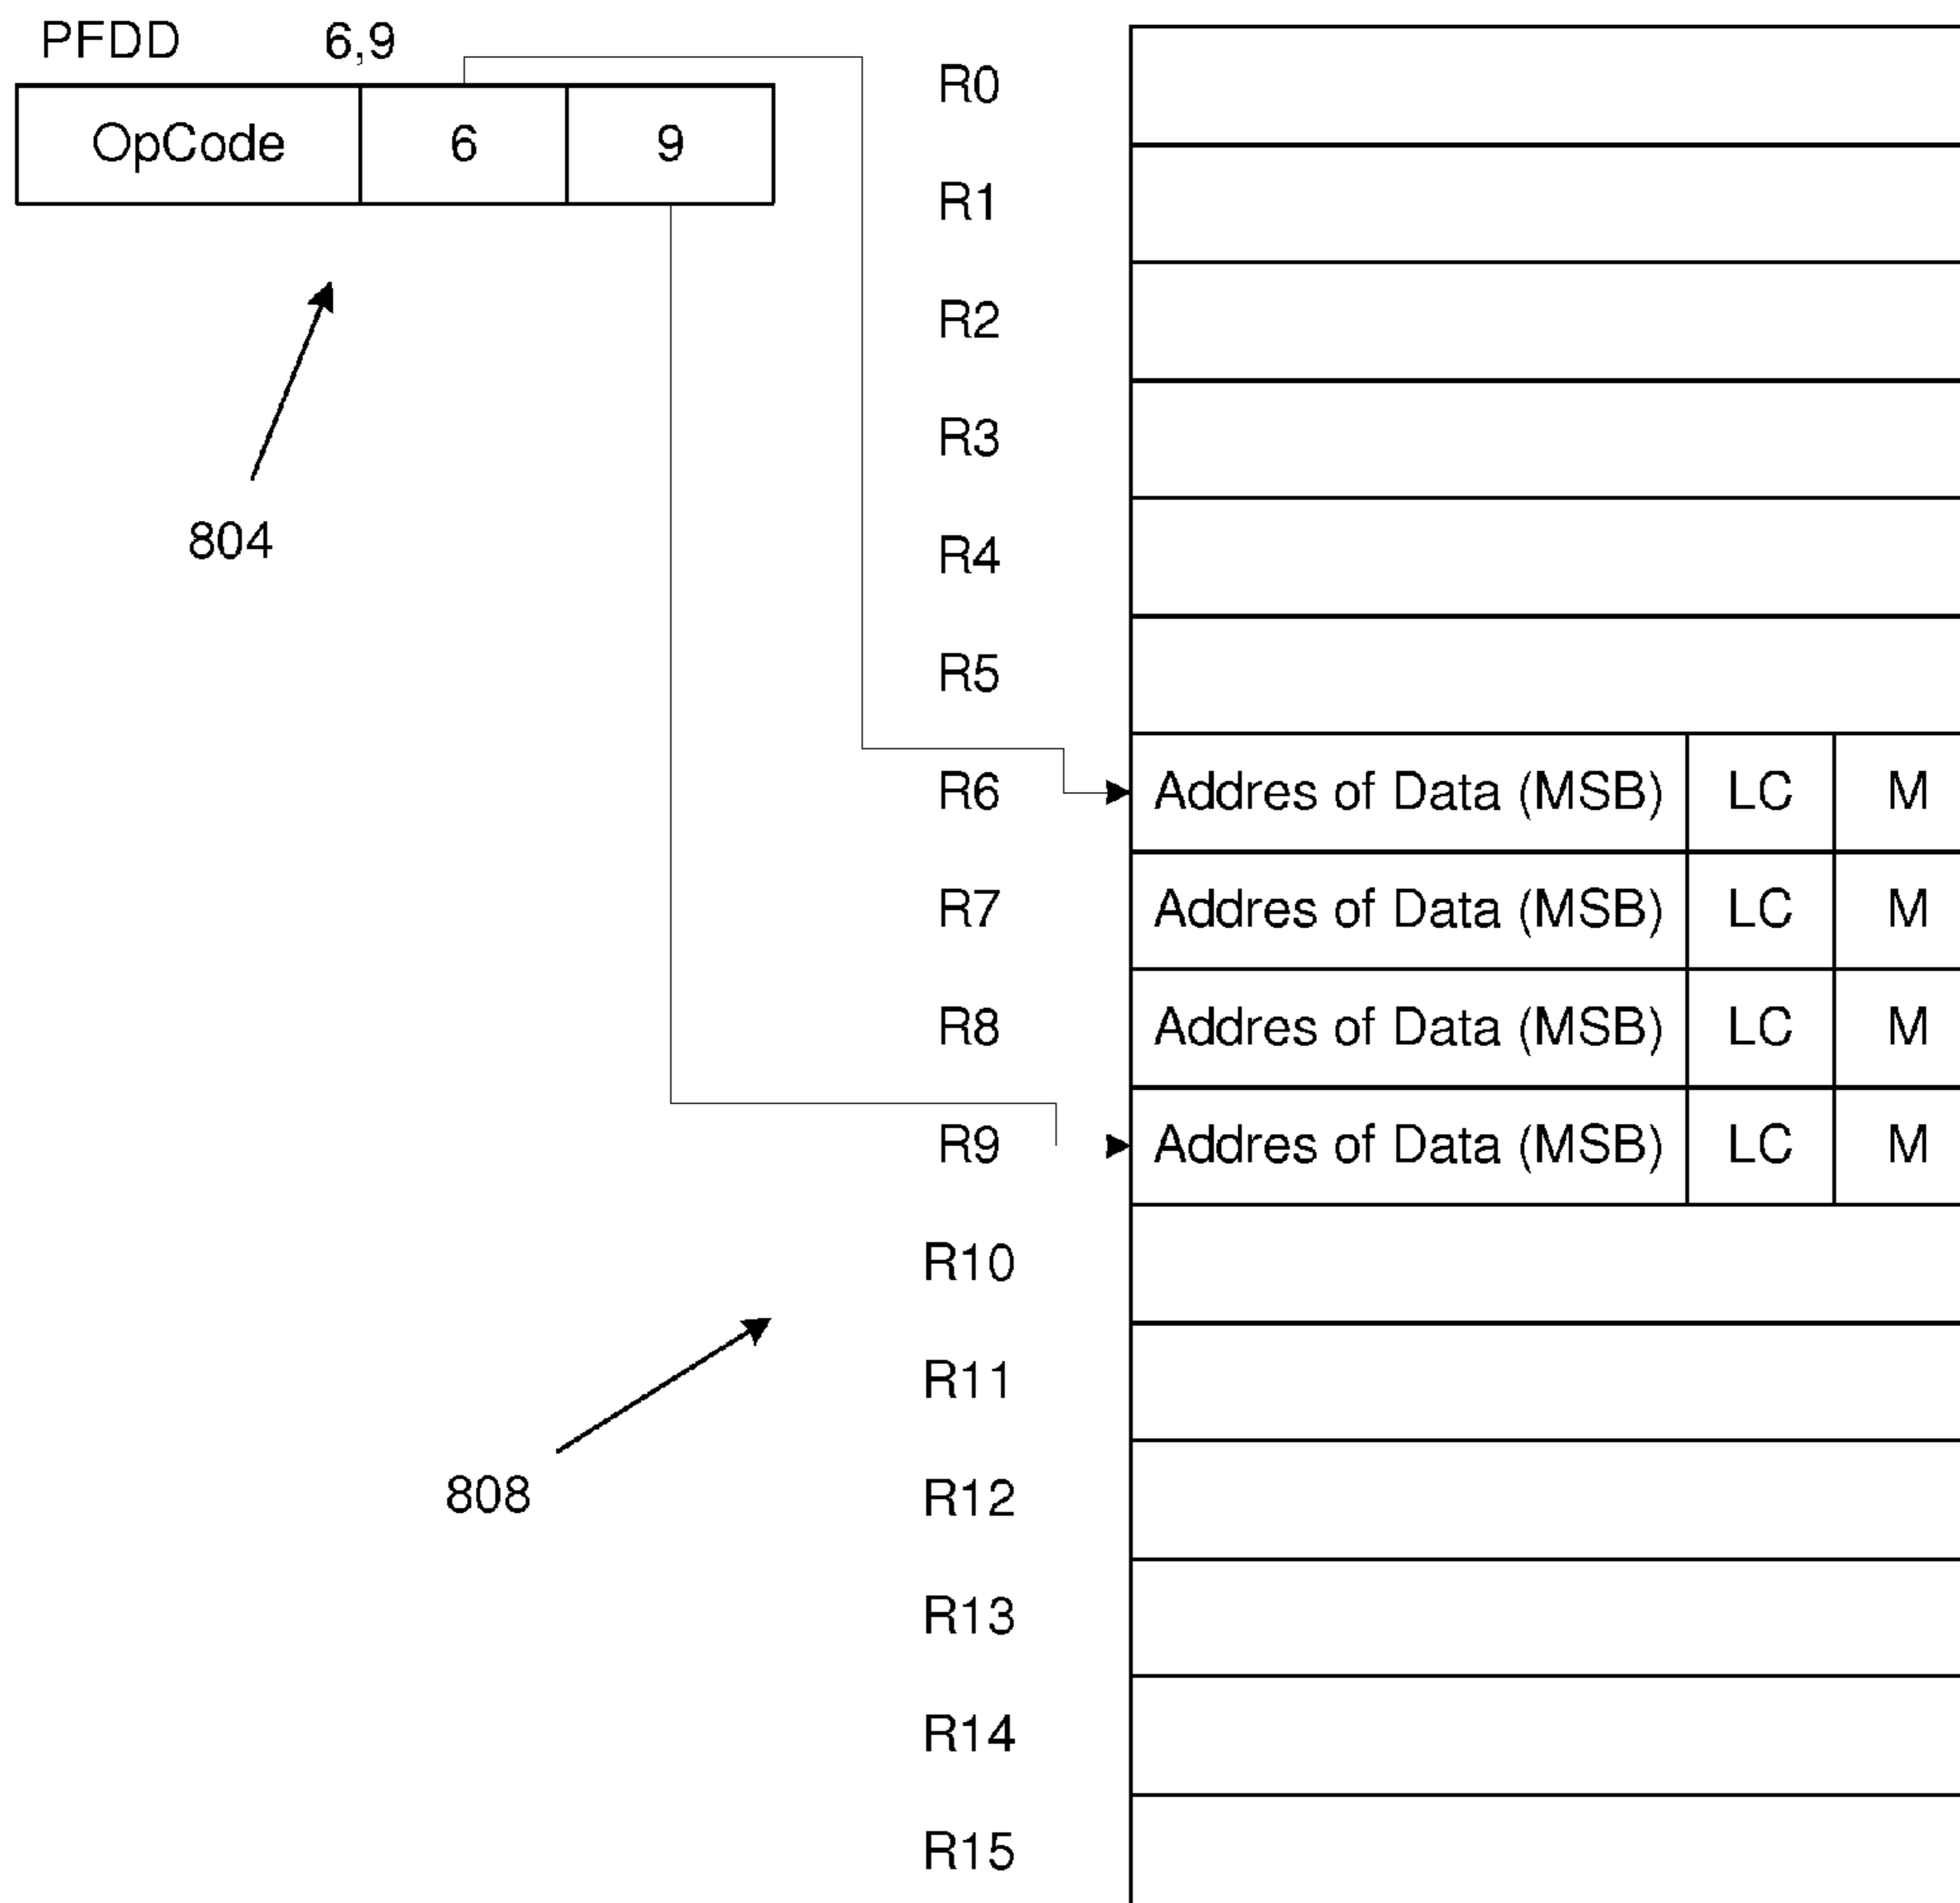 PFDD 6,9
OpCode 6 9
804
808
R0
R1
R2
R3
R4
R5
R6 Addres of Data (MSB) LC M
R7 Addres of Data (MSB) LC M
R8 Addres of Data (MSB) LC M
R9 Addres of Data (MSB) LC M
R10
R11
R12
R13
R14
R15